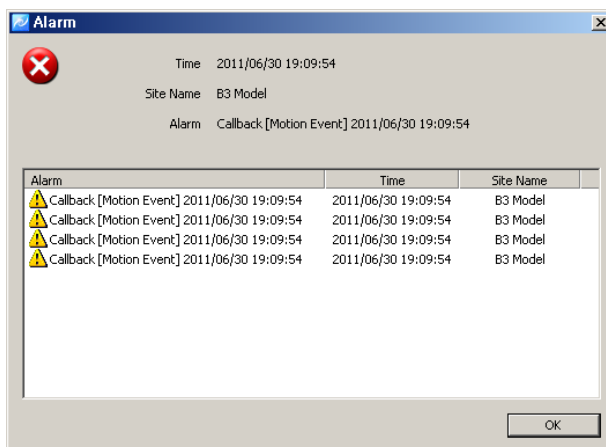 Alarm
Time 2011/06/30 19:09:54
Site Name B3 Model
Alarm Callback [Motion Event] 2011/06/30 19:09:54
Alarm Time Site Name
Callback [Motion Event] 2011/06/30 19:09:54 2011/06/30 19:09:54 B3 Model
Callback [Motion Event] 2011/06/30 19:09:54 2011/06/30 19:09:54 B3 Model
Callback [Motion Event] 2011/06/30 19:09:54 2011/06/30 19:09:54 B3 Model
Callback [Motion Event] 2011/06/30 19:09:54 2011/06/30 19:09:54 B3 Model
OK